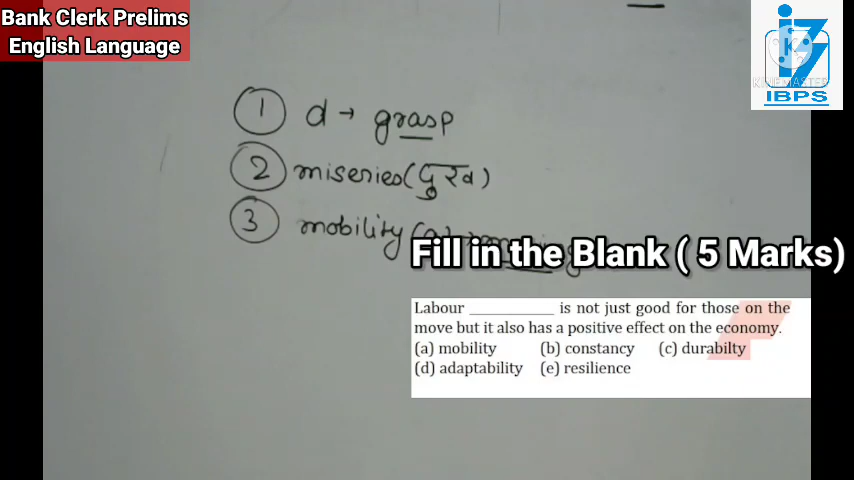 Bank Clerk Prelims
English Language
K
KINEMASTER
IBPS
1 d → grasp
2 miseries (दुख)
3 mobility (a)
Fill in the Blank ( 5 Marks)
Labour __________ is not just good for those on the
move but it also has a positive effect on the economy.
(a) mobility (b) constancy (c) durabilty
(d) adaptability (e) resilience